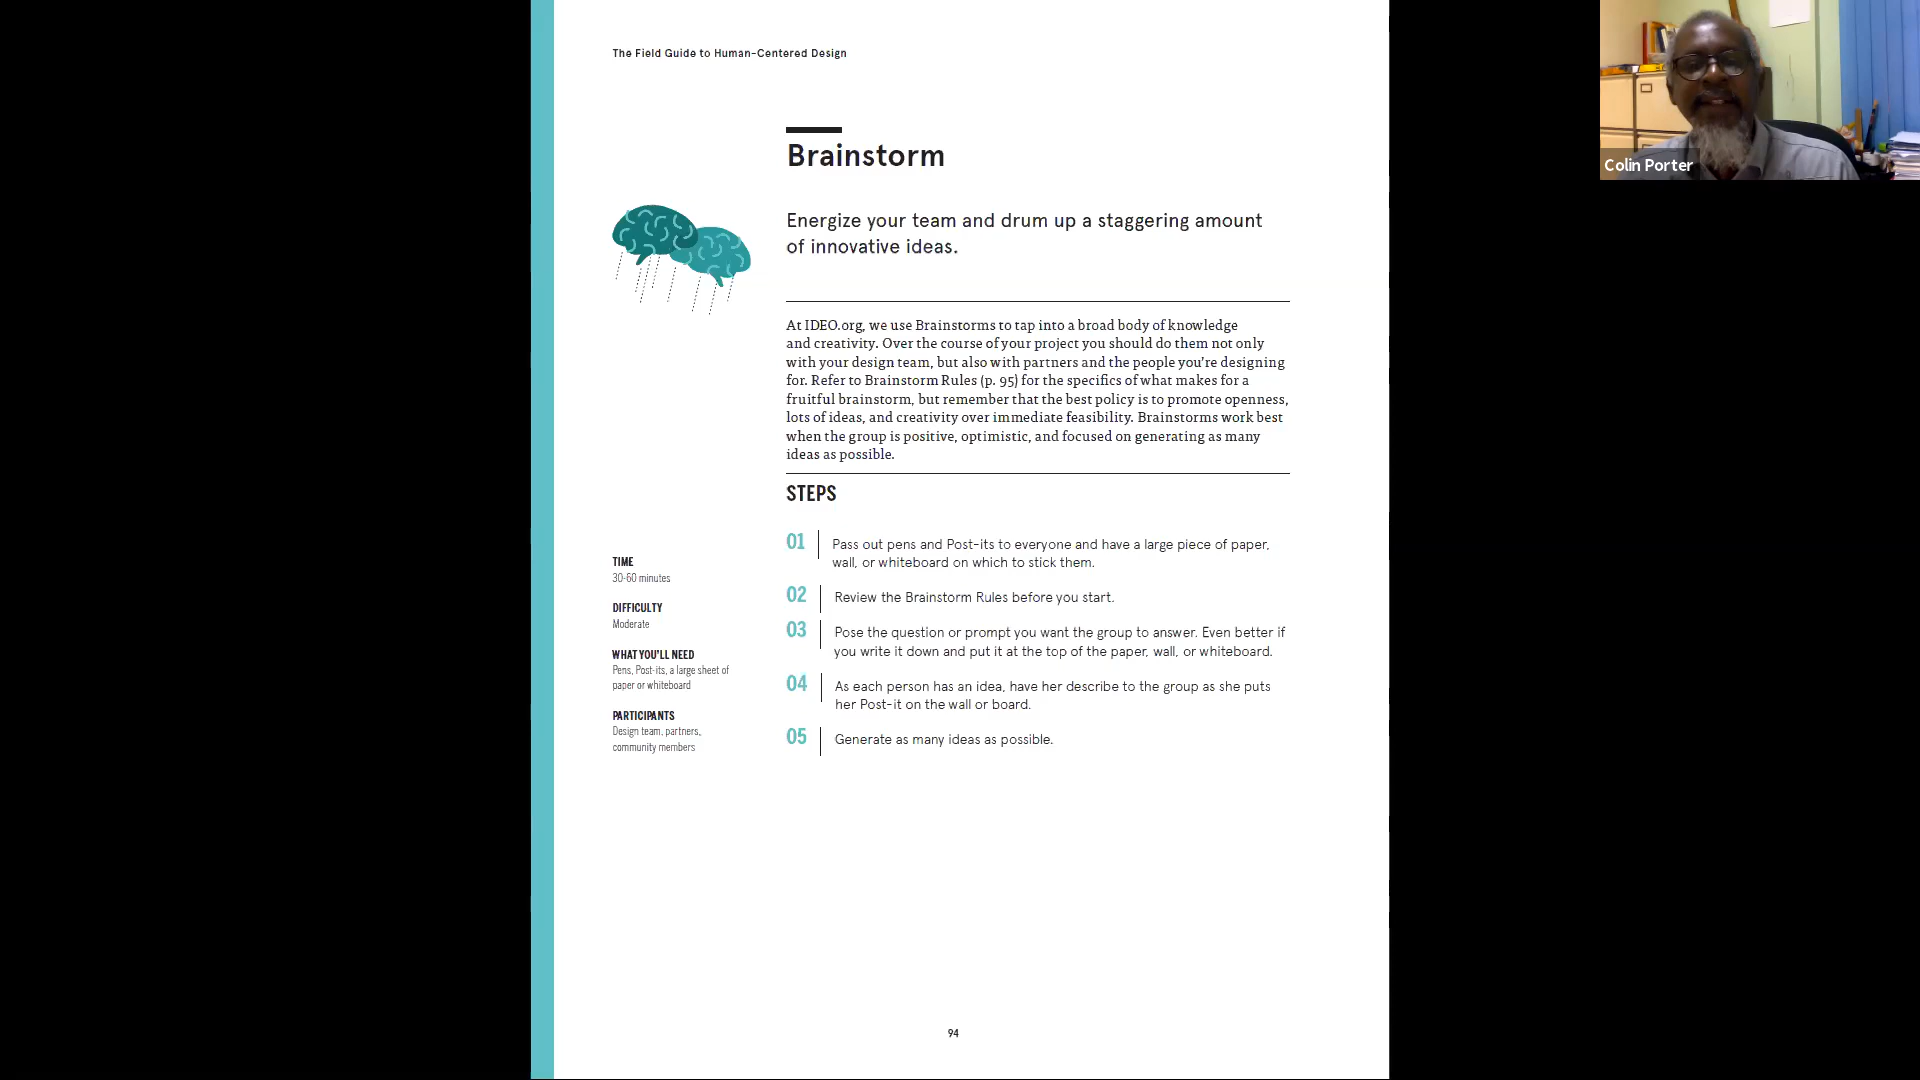 The Field Guide to Human-Centered Design
Brainstorm
Energize your team and drum up a staggering amount
of innovative ideas.
At IDEO.org, we use Brainstorms to tap into a broad body of knowledge
and creativity. Over the course of your project you should do them not only
with your design team, but also with partners and the people you're designing
for. Refer to Brainstorm Rules (p. 95) for the specifics of what makes for a
fruitful brainstorm, but remember that the best policy is to promote openness,
lots of ideas, and creativity over immediate feasibility. Brainstorms work best
when the group is positive, optimistic, and focused on generating as many
ideas as possible.
STEPS
01 Pass out pens and Post-its to everyone and have a large piece of paper,
wall, or whiteboard on which to stick them.
02 Review the Brainstorm Rules before you start.
03 Pose the question or prompt you want the group to answer. Even better if
you write it down and put it at the top of the paper, wall, or whiteboard.
04 As each person has an idea, have her describe to the group as she puts
her Post-it on the wall or board.
05 Generate as many ideas as possible.
TIME
30-60 minutes
DIFFICULTY
Moderate
WHAT YOU'LL NEED
Pens, Post-its, a large sheet of
paper or whiteboard
PARTICIPANTS
Design team, partners,
community members
94
Colin Porter